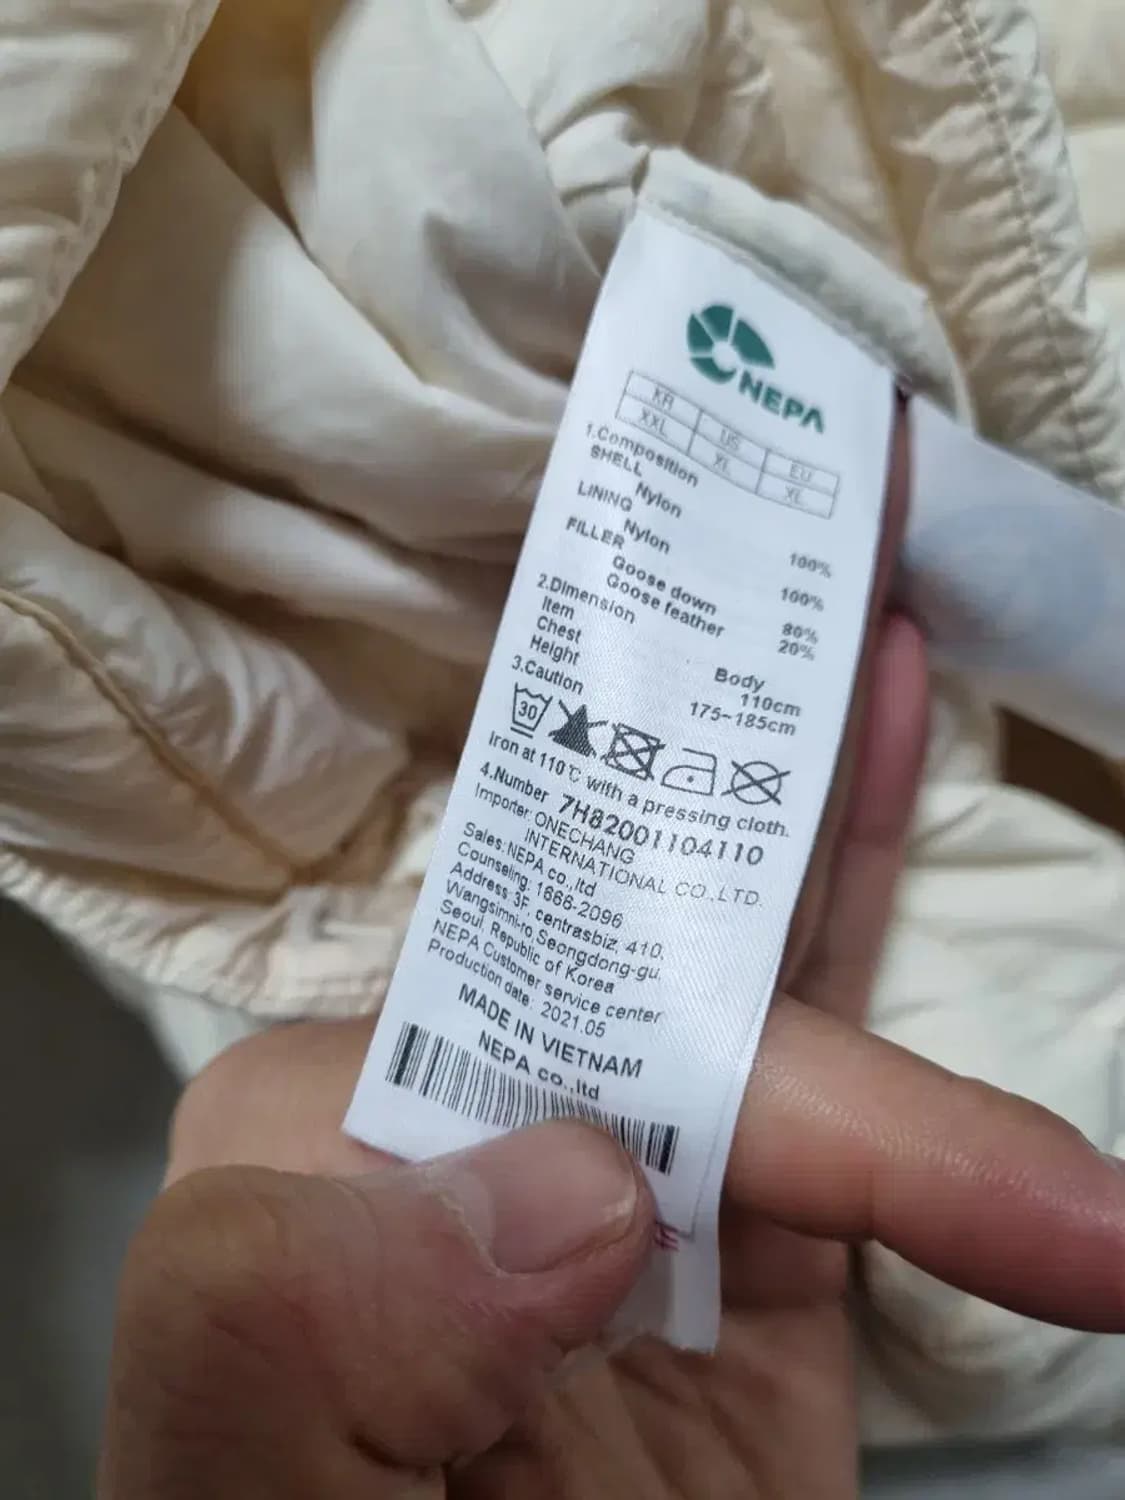 NEPA
KR US EU
XXL XL XL
1.Composition
SHELL
Nylon 100%
LINING
Nylon 100%
FILLER
Goose down 80%
Goose feather 20%
2.Dimension
Item Body
Chest 110cm
Height 175~185cm
3.Caution
30
Iron at 110℃ with a pressing cloth.
4.Number 7H82001104110
Importer: ONECHANG
INTERNATIONAL CO.,LTD.
Sales: NEPA co.,ltd
Counseling: 1666-2096
Address: 3F, centrasbiz, 410,
Wangsimni-ro, Seongdong-gu,
Seoul, Republic of Korea
NEPA Customer service center
Production date: 2021.05
MADE IN VIETNAM
NEPA co.,ltd